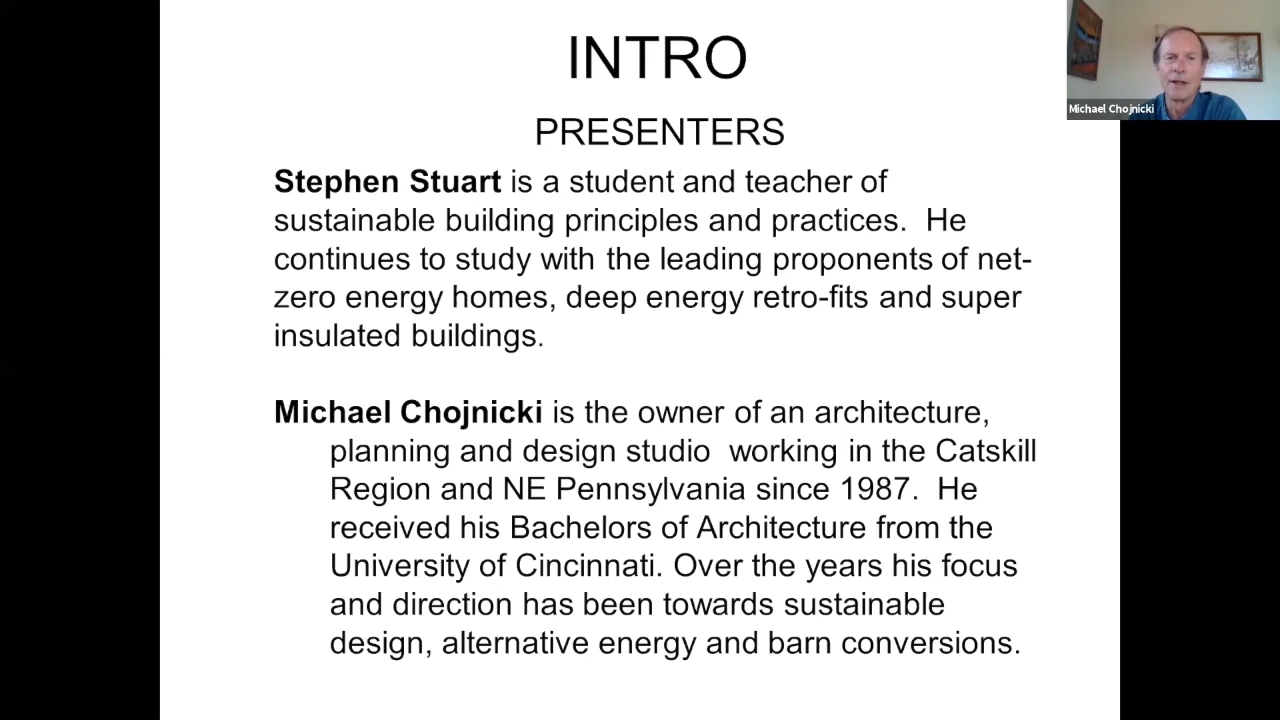 INTRO
PRESENTERS
Stephen Stuart is a student and teacher of
sustainable building principles and practices.  He
continues to study with the leading proponents of net-
zero energy homes, deep energy retro-fits and super
insulated buildings.
Michael Chojnicki is the owner of an architecture,
planning and design studio  working in the Catskill
Region and NE Pennsylvania since 1987.  He
received his Bachelors of Architecture from the
University of Cincinnati. Over the years his focus
and direction has been towards sustainable
design, alternative energy and barn conversions.
Michael Chojnicki